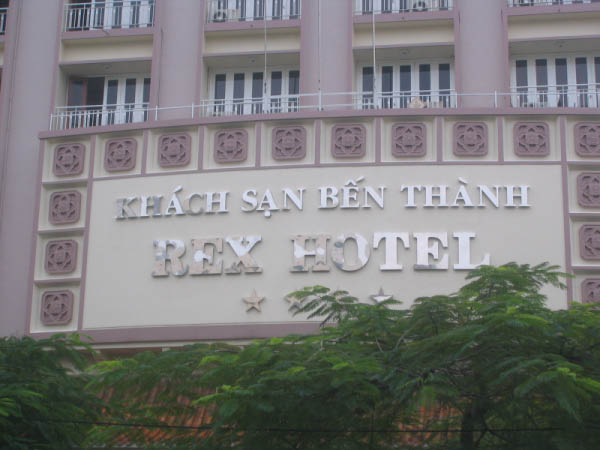 KHÁCH SẠN BẾN THÀNH
REX HOTEL